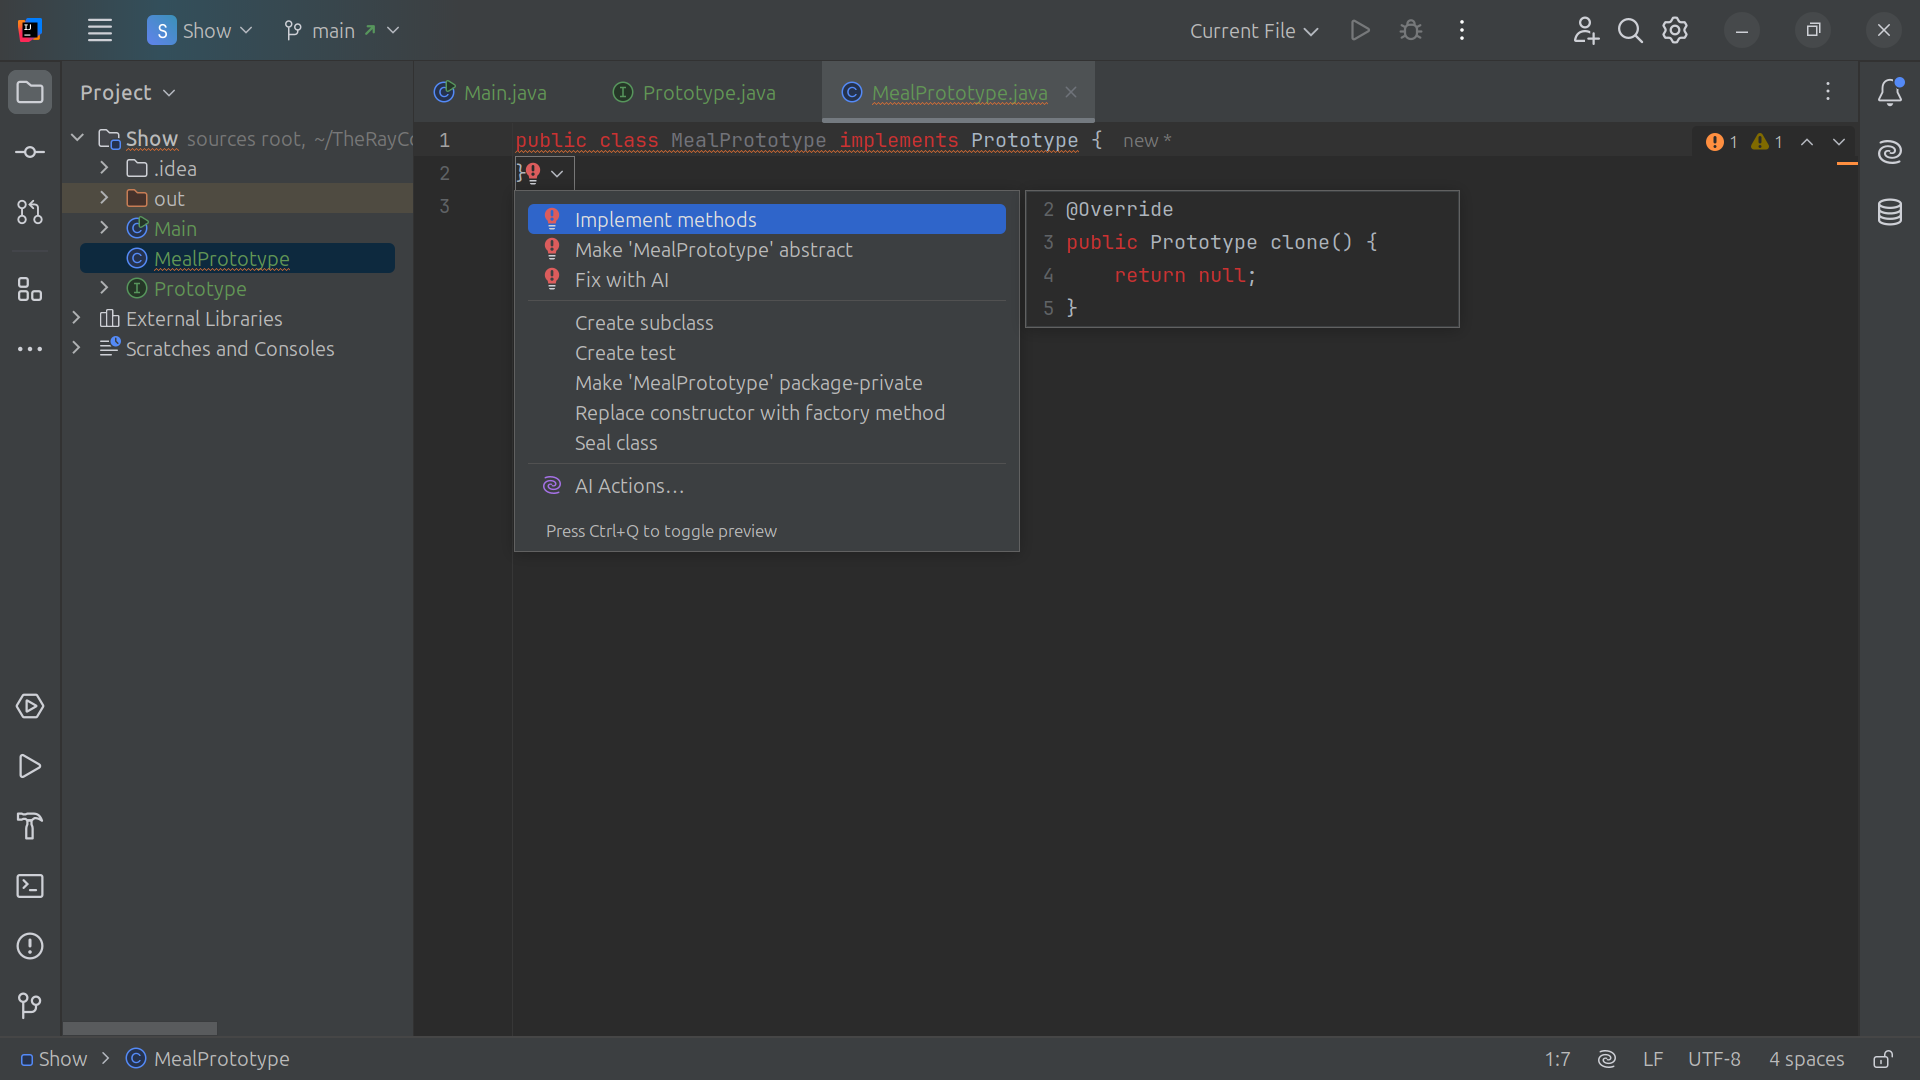 S Show main Current File
Project
Main.java Prototype.java MealPrototype.java
Show sources root, ~/TheRayCo
.idea
out
Main
MealPrototype
Prototype
External Libraries
Scratches and Consoles
1 public class MealPrototype implements Prototype { new *
1 1
2 }
3
Implement methods
Make 'MealPrototype' abstract
Fix with AI
Create subclass
Create test
Make 'MealPrototype' package-private
Replace constructor with factory method
Seal class
AI Actions…
Press Ctrl+Q to toggle preview
2 @Override
3 public Prototype clone() {
4 return null;
5 }
Show MealPrototype
1:7 LF UTF-8 4 spaces